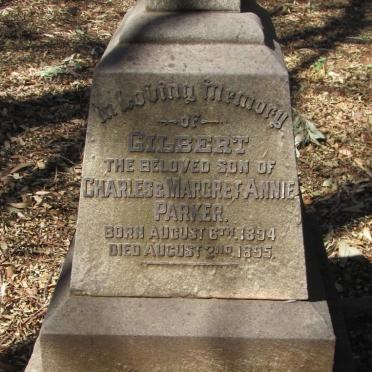 In Loving Memory
OF
GILBERT
THE BELOVED SON OF
CHARLES & MARGRET ANNIE
PARKER.
BORN AUGUST 6TH 1894
DIED AUGUST 2ND 1895.